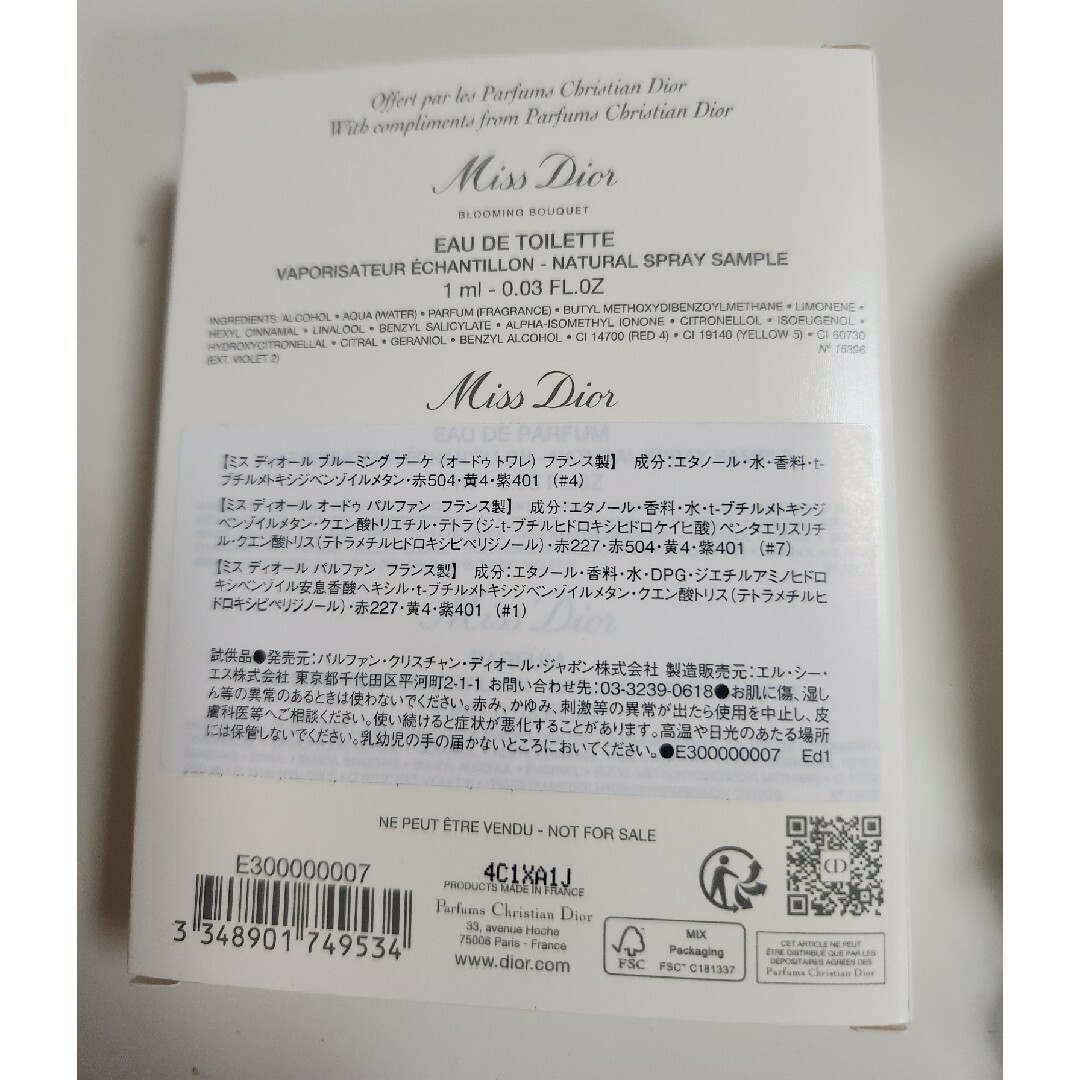 Offert par les Parfums Christian Dior
With compliments from Parfums Christian Dior
Miss Dior
BLOOMING BOUQUET
EAU DE TOILETTE
VAPORISATEUR ÉCHANTILLON - NATURAL SPRAY SAMPLE
1 ml - 0.03 FL.OZ
INGREDIENTS: ALCOHOL • AQUA (WATER) • PARFUM (FRAGRANCE) • BUTYL METHOXYDIBENZOYLMETHANE • LIMONENE •
HEXYL CINNAMAL • LINALOOL • BENZYL SALICYLATE • ALPHA-ISOMETHYL IONONE • CITRONELLOL • ISOEUGENOL •
HYDROXYCITRONELLAL • CITRAL • GERANIOL • BENZYL ALCOHOL • CI 14700 (RED 4) • CI 19140 (YELLOW 5) • CI 60730
(EXT. VIOLET 2) N° 15396
Miss Dior
EAU DE PARFUM
【ミス ディオール ブルーミング ブーケ (オードゥ トワレ) フランス製】 成分:エタノール・水・香料・t-
ブチルメトキシジベンゾイルメタン・赤504・黄4・紫401 (#4)
【ミス ディオール オードゥ パルファン フランス製】 成分:エタノール・香料・水・t-ブチルメトキシジ
ベンゾイルメタン・クエン酸トリエチル・テトラ(ジ-t-ブチルヒドロキシヒドロケイヒ酸)ペンタエリスリチ
ル・クエン酸トリス(テトラメチルヒドロキシピペリジノール)・赤227・赤504・黄4・紫401 (#7)
【ミス ディオール パルファン フランス製】 成分:エタノール・香料・水・DPG・ジエチルアミノヒドロ
キシベンゾイル安息香酸ヘキシル・t-ブチルメトキシジベンゾイルメタン・クエン酸トリス(テトラメチルヒ
ドロキシピペリジノール)・赤227・黄4・紫401 (#1)
Miss Dior
試供品●発売元:パルファン・クリスチャン・ディオール・ジャポン株式会社 製造販売元:エル・シー・
エス株式会社 東京都千代田区平河町2-1-1 お問い合わせ先:03-3239-0618●お肌に傷、湿し
ん等の異常のあるときは使わないでください。赤み、かゆみ、刺激等の異常が出たら使用を中止し、皮
膚科医等へご相談ください。使い続けると症状が悪化することがあります。高温や日光のあたる場所
には保管しないでください。乳幼児の手の届かないところにおいてください。●E300000007 Ed1
NE PEUT ÊTRE VENDU - NOT FOR SALE
E300000007
3 348901 749534
4C1XA1J
PRODUCTS MADE IN FRANCE
Parfums Christian Dior
33, avenue Hoche
75008 Paris - France
www.dior.com
FSC
MIX
Packaging
FSC™ C181337
CD
CET ARTICLE NE PEUT
ÊTRE DISTRIBUÉ QUE PAR LES
DÉPOSITAIRES AGRÉÉS DES
Parfums Christian Dior